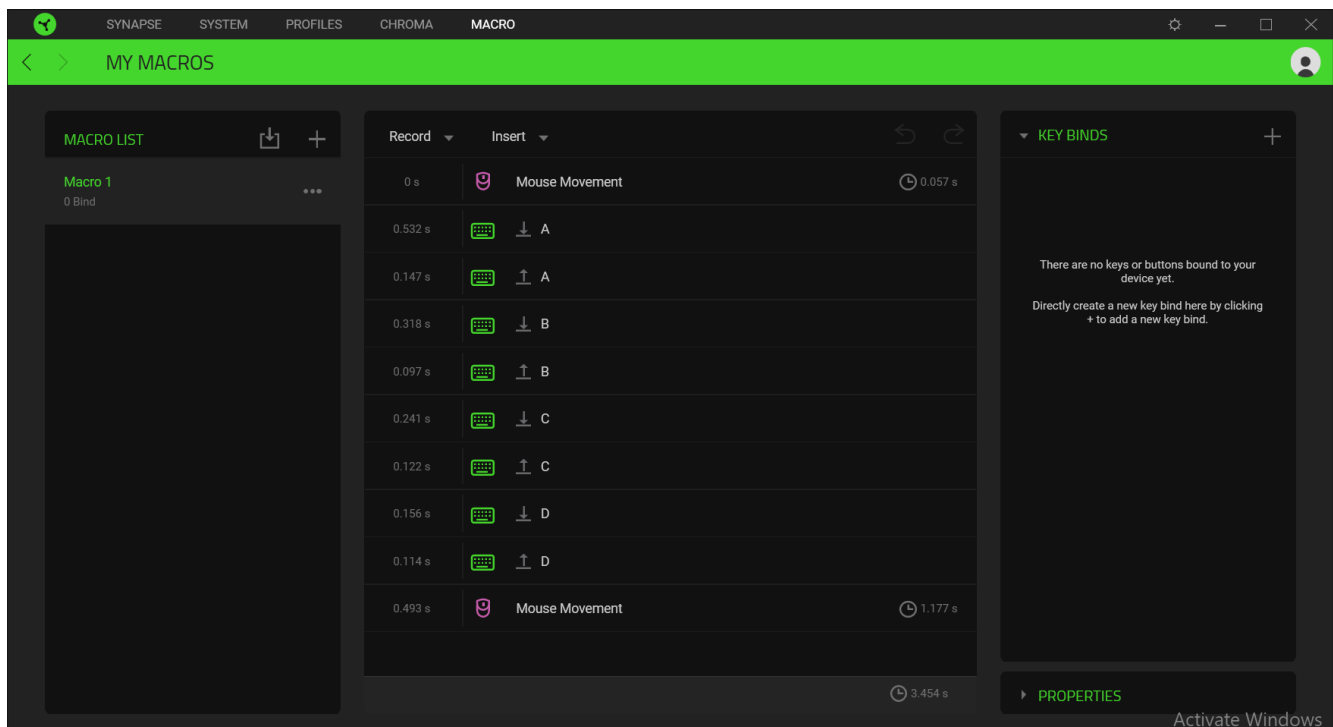 SYNAPSE SYSTEM PROFILES CHROMA MACRO
MY MACROS
MACRO LIST
Macro 1
0 Bind
Record Insert
0 s Mouse Movement 0.057 s
0.532 s A
0.147 s A
0.318 s B
0.097 s B
0.241 s C
0.122 s C
0.156 s D
0.114 s D
0.493 s Mouse Movement 1.177 s
3.454 s
KEY BINDS
There are no keys or buttons bound to your
device yet.
Directly create a new key bind here by clicking
+ to add a new key bind.
PROPERTIES
Activate Windows